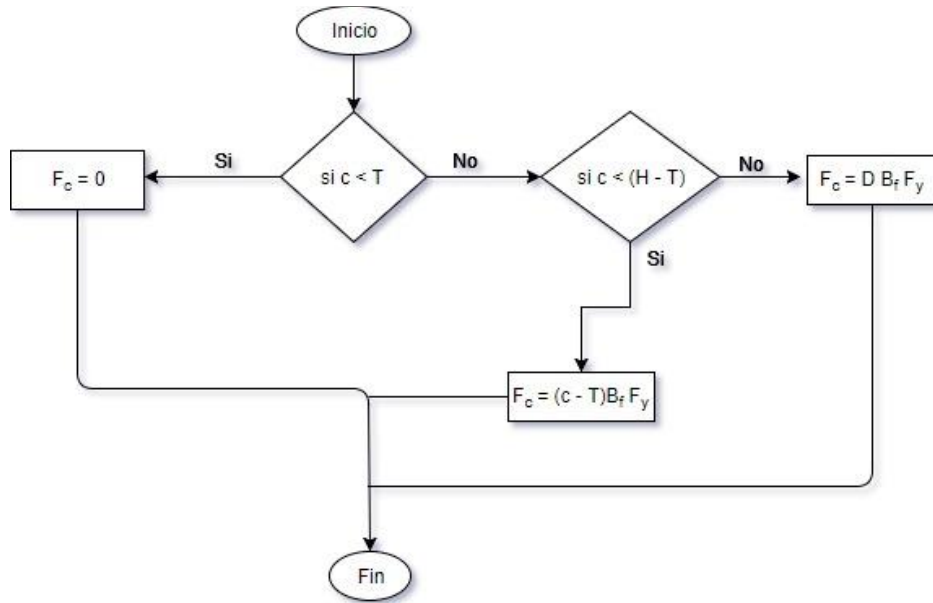 Inicio
Si
No
No
F_c = 0
si c < T
si c < (H - T)
F_c = D B_f F_y
Si
F_c = (c - T)B_f F_y
Fin